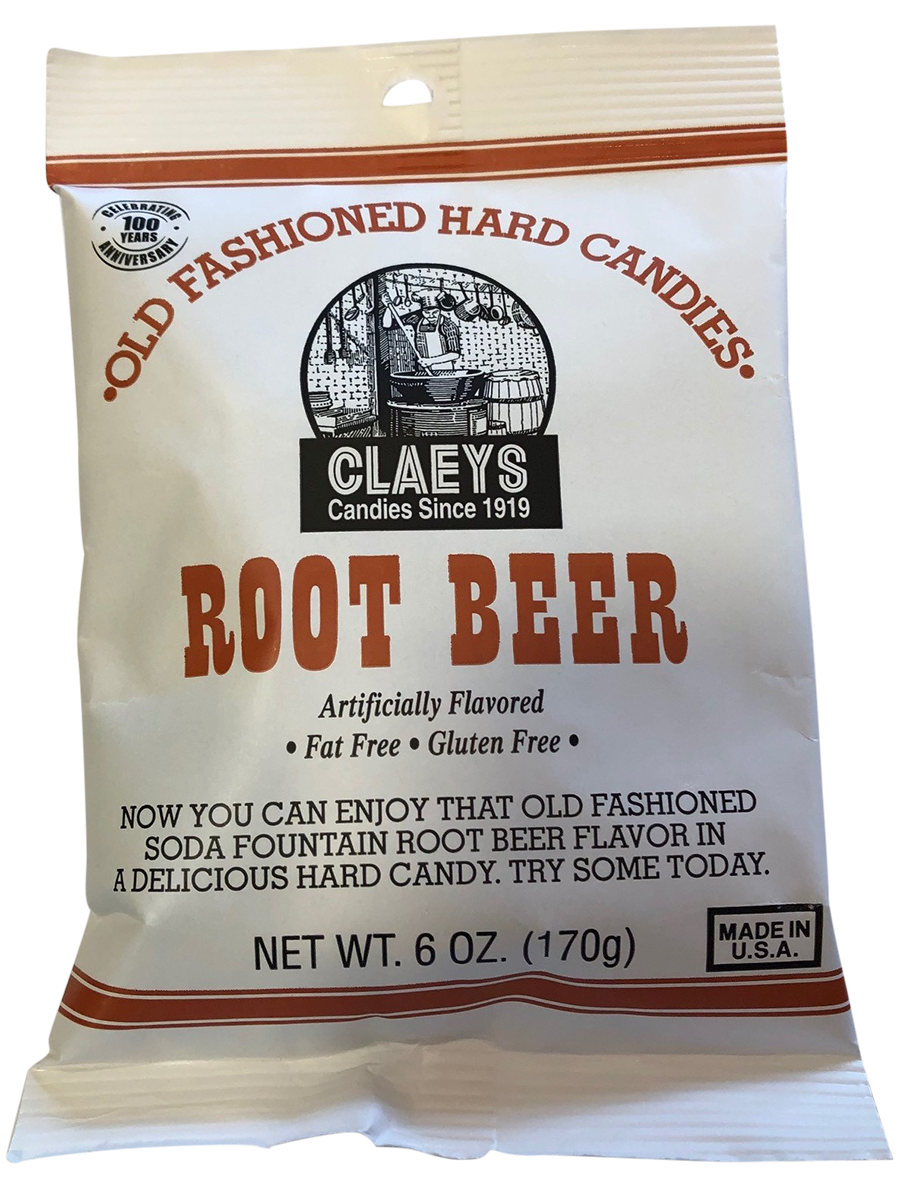 CELEBRATING
100
YEARS
ANNIVERSARY
•OLD FASHIONED HARD CANDIES•
CLAEYS
Candies Since 1919
ROOT BEER
Artificially Flavored
• Fat Free • Gluten Free •
NOW YOU CAN ENJOY THAT OLD FASHIONED
SODA FOUNTAIN ROOT BEER FLAVOR IN
A DELICIOUS HARD CANDY. TRY SOME TODAY.
NET WT. 6 OZ. (170g)
MADE IN
U.S.A.